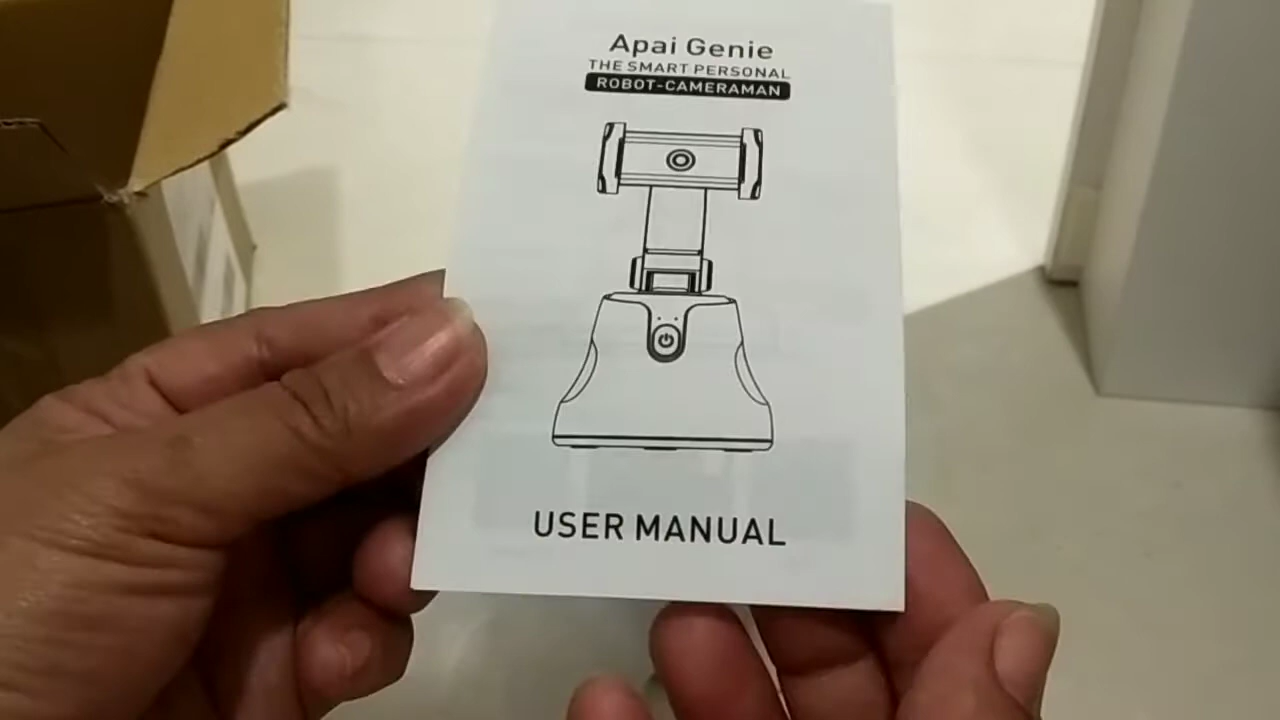 Apai Genie
THE SMART PERSONAL
ROBOT-CAMERAMAN
USER MANUAL